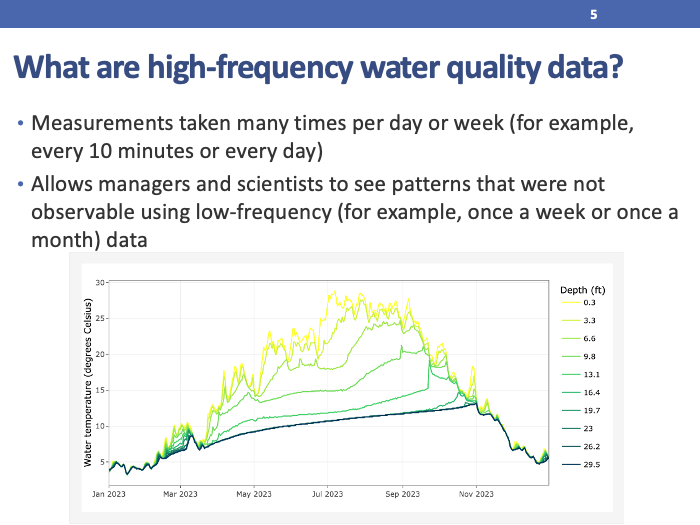 5
What are high-frequency water quality data?
• Measurements taken many times per day or week (for example,
every 10 minutes or every day)
• Allows managers and scientists to see patterns that were not
observable using low-frequency (for example, once a week or once a
month) data
Water temperature (degrees Celsius)
30
25
20
15
10
5
Jan 2023 Mar 2023 May 2023 Jul 2023 Sep 2023 Nov 2023
Depth (ft)
0.3
3.3
6.6
9.8
13.1
16.4
19.7
23
26.2
29.5